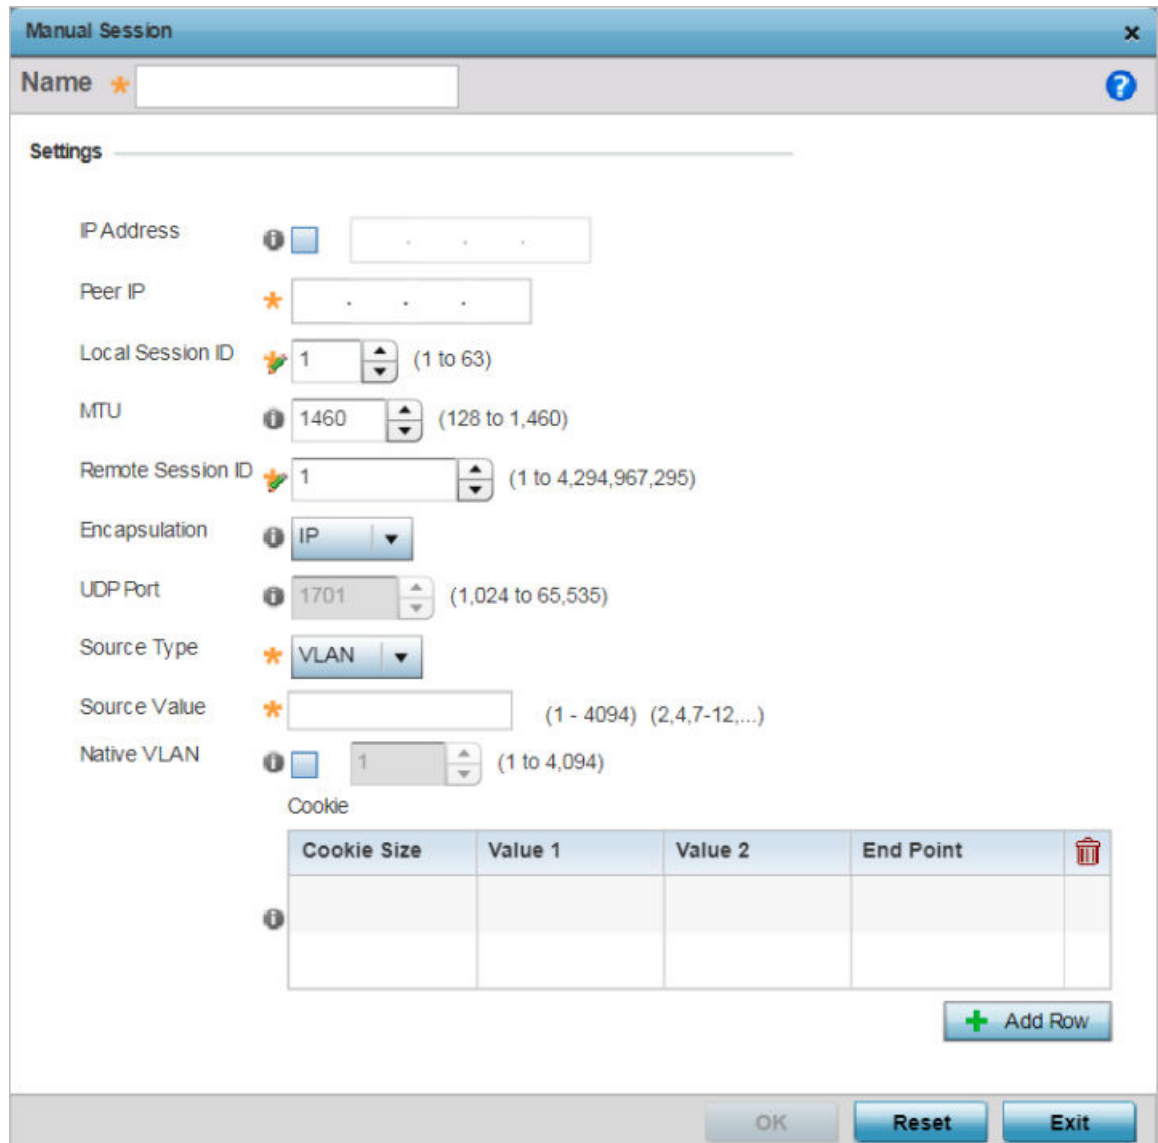 Manual Session
Name
Settings
IP Address
Peer IP
Local Session ID 1 (1 to 63)
MTU 1460 (128 to 1,460)
Remote Session ID 1 (1 to 4,294,967,295)
Encapsulation IP
UDP Port 1701 (1,024 to 65,535)
Source Type VLAN
Source Value (1 - 4094) (2,4,7-12,...)
Native VLAN 1 (1 to 4,094)
Cookie
Cookie Size Value 1 Value 2 End Point
Add Row
OK Reset Exit